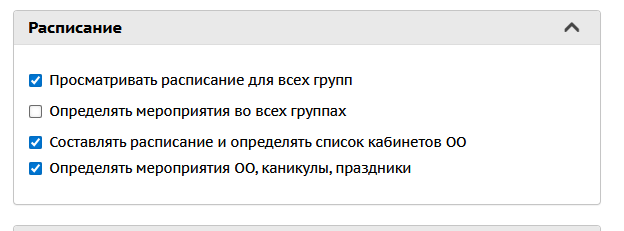 Расписание
Просматривать расписание для всех групп
Определять мероприятия во всех группах
Составлять расписание и определять список кабинетов ОО
Определять мероприятия ОО, каникулы, праздники